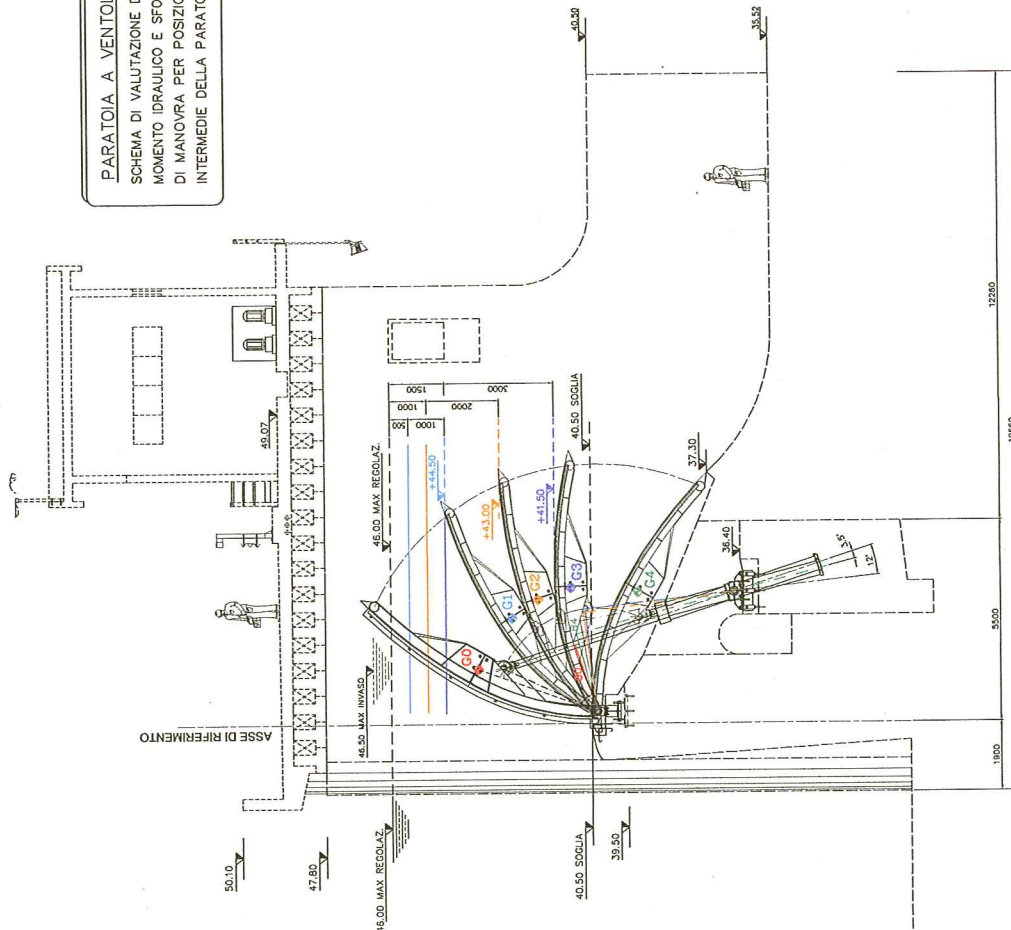 PARATOIA A VENTOL
SCHEMA DI VALUTAZIONE D
MOMENTO IDRAULICO E SFO
DI MANOVRA PER POSIZIO
INTERMEDIE DELLA PARATO
40.50
35.52
49.07
50.10
47.80
ASSE DI RIFERIMENTO
46.50 MAX INVASO
46.00 MAX REGOLAZ.
46.00 MAX REGOLAZ.
500
1000
1000
2000
1500
3000
+44.50
+43.00
+41.50
40.50 SOGLIA
40.50 SOGLIA
39.50
37.30
36.40
G0
G1
G2
G3
G4
3,5°
12°
1900
5500
12260